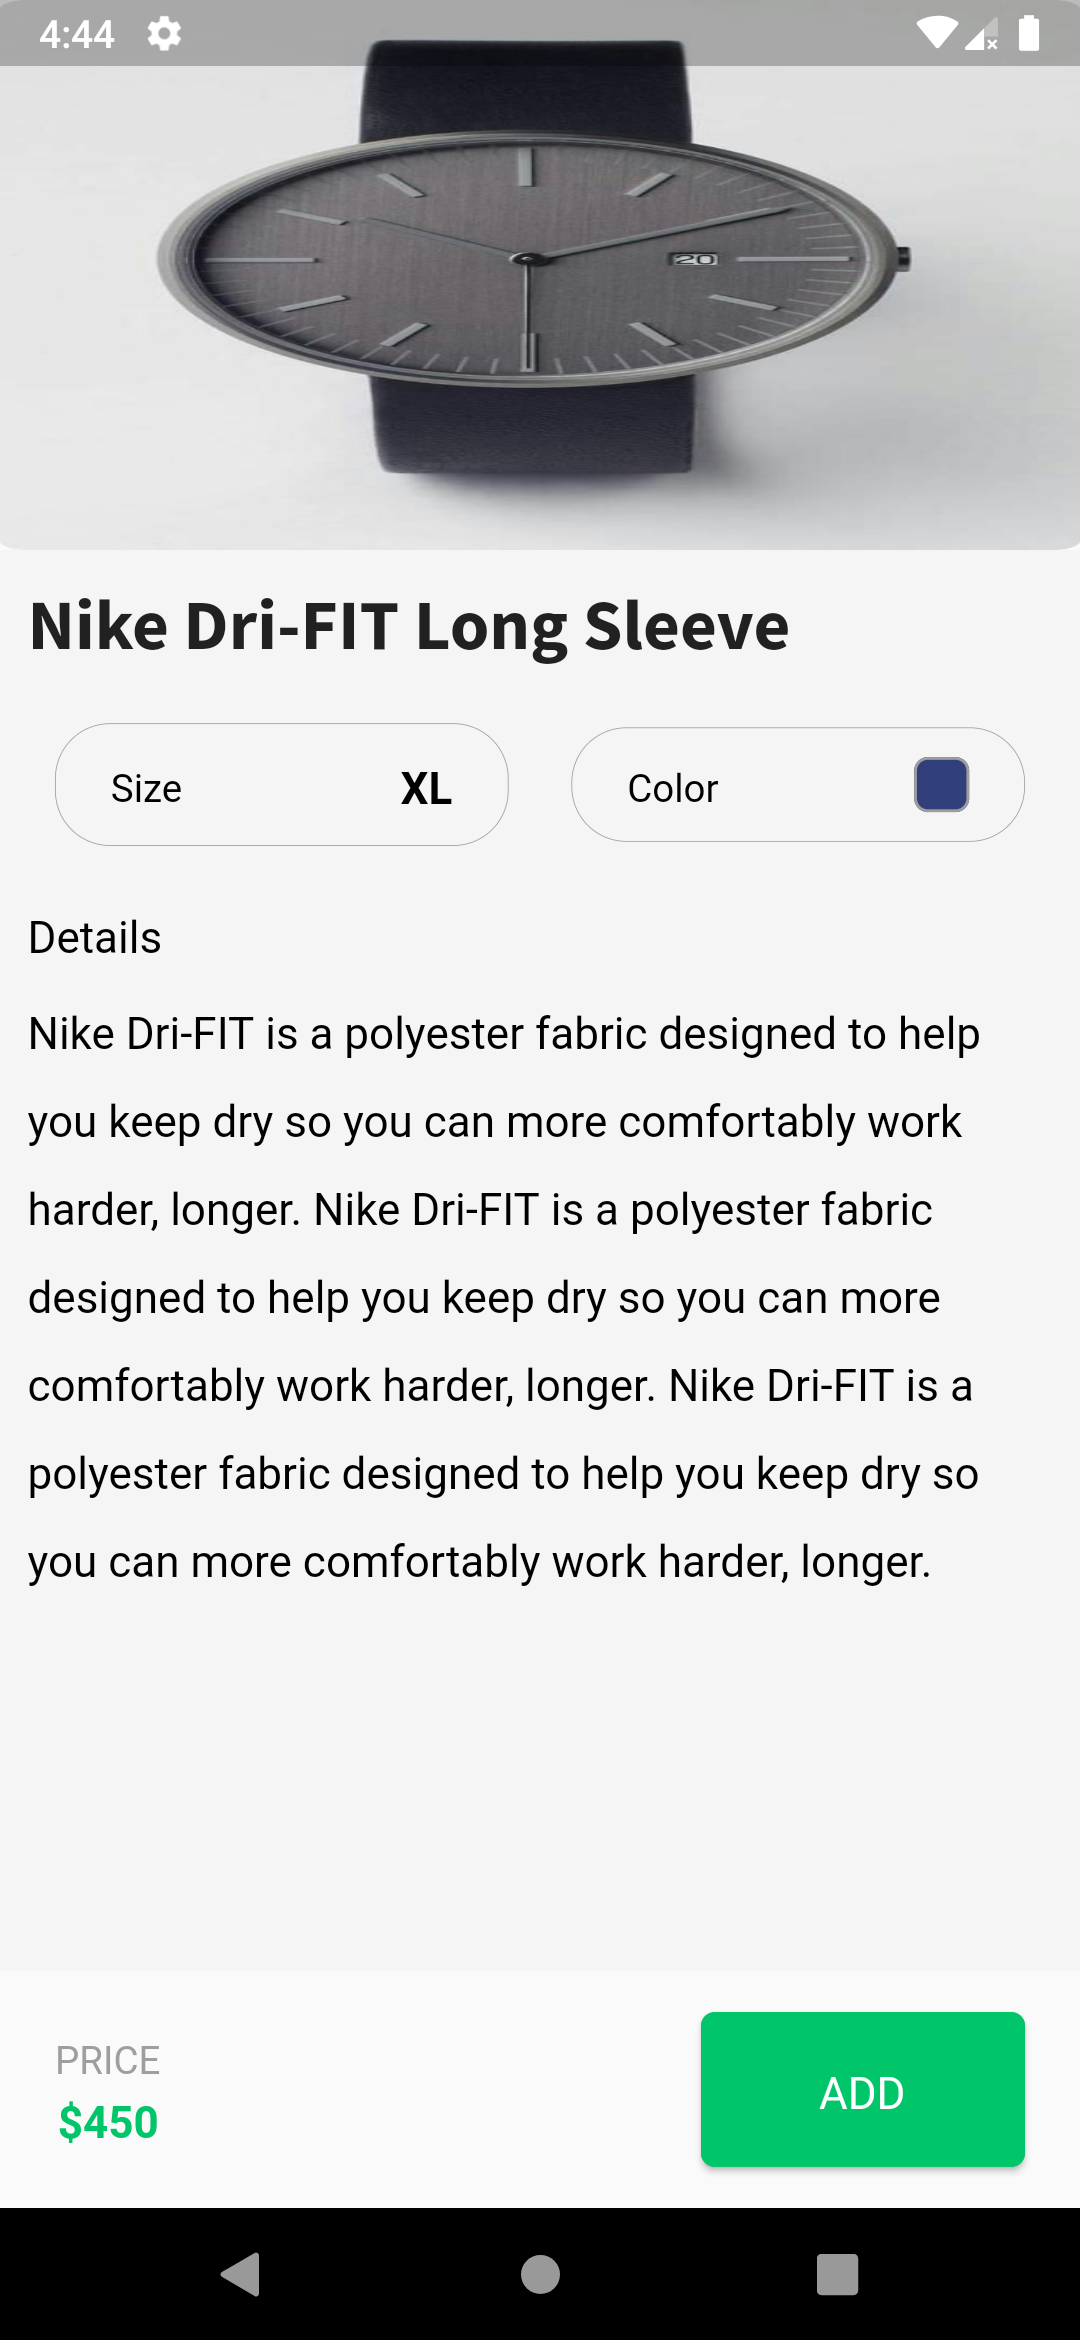 4:44
20
Nike Dri-FIT Long Sleeve
Size XL Color
Details
Nike Dri-FIT is a polyester fabric designed to help
you keep dry so you can more comfortably work
harder, longer. Nike Dri-FIT is a polyester fabric
designed to help you keep dry so you can more
comfortably work harder, longer. Nike Dri-FIT is a
polyester fabric designed to help you keep dry so
you can more comfortably work harder, longer.
PRICE
$450
ADD